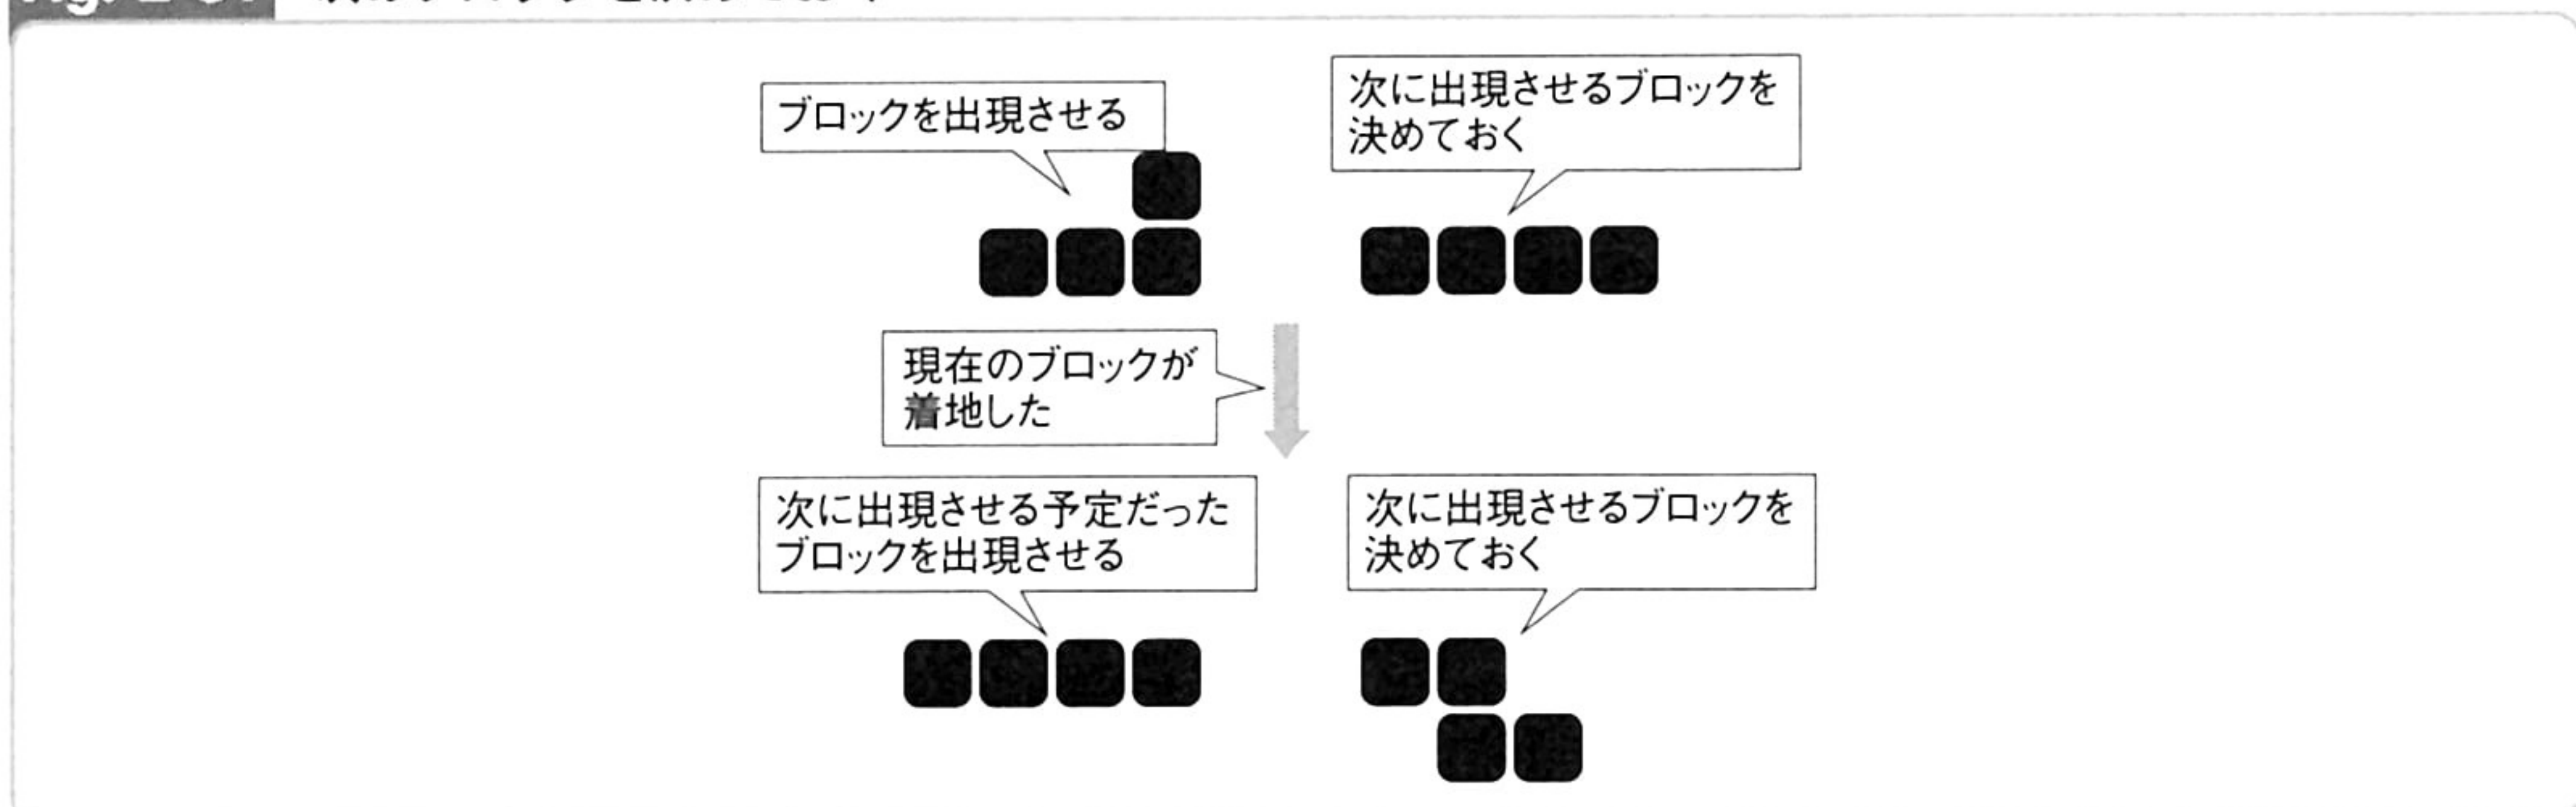 ブロックを出現させる
次に出現させるブロックを
決めておく
現在のブロックが
着地した
次に出現させる予定だった
ブロックを出現させる
次に出現させるブロックを
決めておく